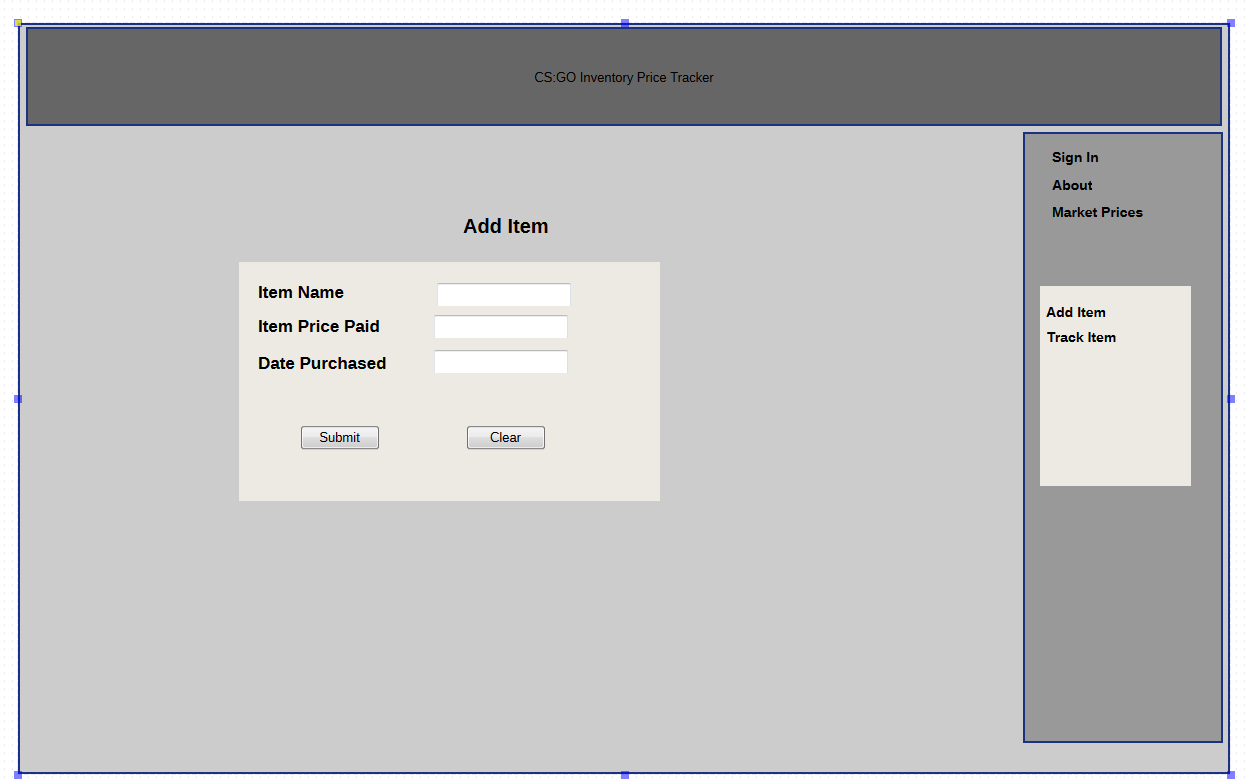 CS:GO Inventory Price Tracker
Sign In
About
Market Prices
Add Item
Item Name
Item Price Paid
Date Purchased
Submit
Clear
Add Item
Track Item